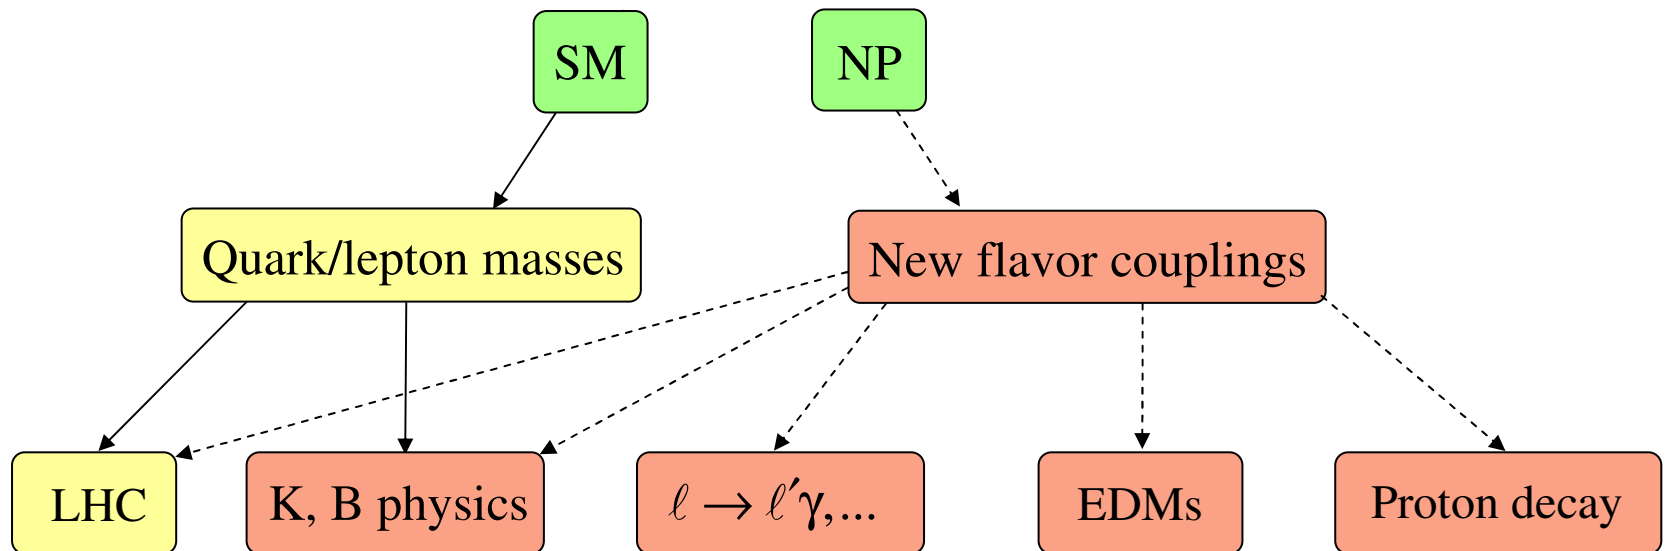 SM
NP
Quark/lepton masses
New flavor couplings
LHC
K, B physics
ℓ → ℓ′γ,...
EDMs
Proton decay